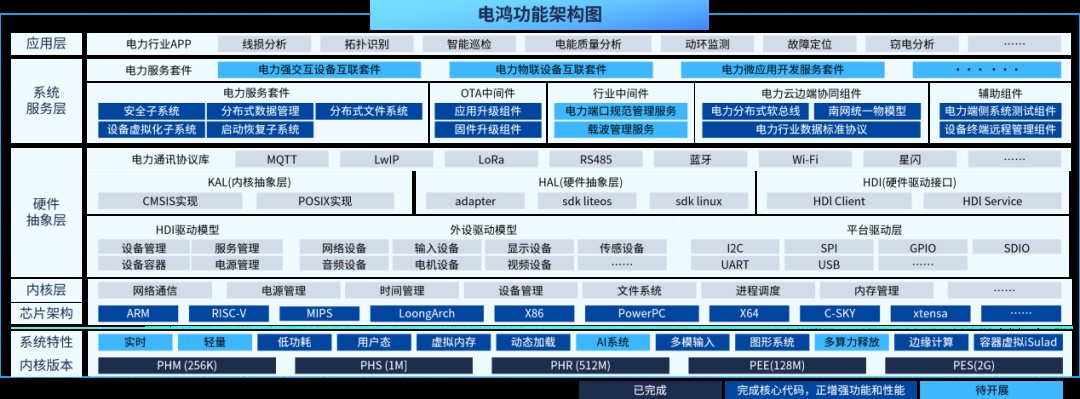 电鸿功能架构图
应用层
电力行业APP 线损分析 拓扑识别 智能巡检 电能质量分析 动环监测 故障定位 窃电分析 ……
系统
服务层
电力服务套件 电力强交互设备互联套件 电力物联设备互联套件 电力微应用开发服务套件 ······
电力服务套件 OTA中间件 行业中间件 电力云边端协同组件 辅助组件
安全子系统 分布式数据管理 分布式文件系统 应用升级组件 电力端口规范管理服务 电力分布式软总线 南网统一物模型 电力端侧系统测试组件
设备虚拟化子系统 启动恢复子系统 固件升级组件 载波管理服务 电力行业数据标准协议 设备终端远程管理组件
硬件
抽象层
电力通讯协议库 MQTT LwIP LoRa RS485 蓝牙 Wi-Fi 星闪 ……
KAL(内核抽象层) HAL(硬件抽象层) HDI(硬件驱动接口)
CMSIS实现 POSIX实现 adapter sdk liteos sdk linux HDl Client HDl Service
HDI驱动模型 外设驱动模型 平台驱动层
设备管理 服务管理 网络设备 输入设备 显示设备 传感设备 I2C SPI GPIO SDIO
设备容器 电源管理 音频设备 电机设备 视频设备 …… UART USB ……
内核层 网络通信 电源管理 时间管理 设备管理 文件系统 进程调度 内存管理 ……
芯片架构 ARM RISC-V MIPS LoongArch X86 PowerPC X64 C-SKY xtensa ……
系统特性 实时 轻量 低功耗 用户态 虚拟内存 动态加载 AI系统 多模输入 图形系统 多算力释放 边缘计算 容器虚拟iSulad
内核版本 PHM (256K) PHS (1M] PHR (512M) PEE(128M) PES(2G)
已完成 完成核心代码，正增强功能和性能 待开展